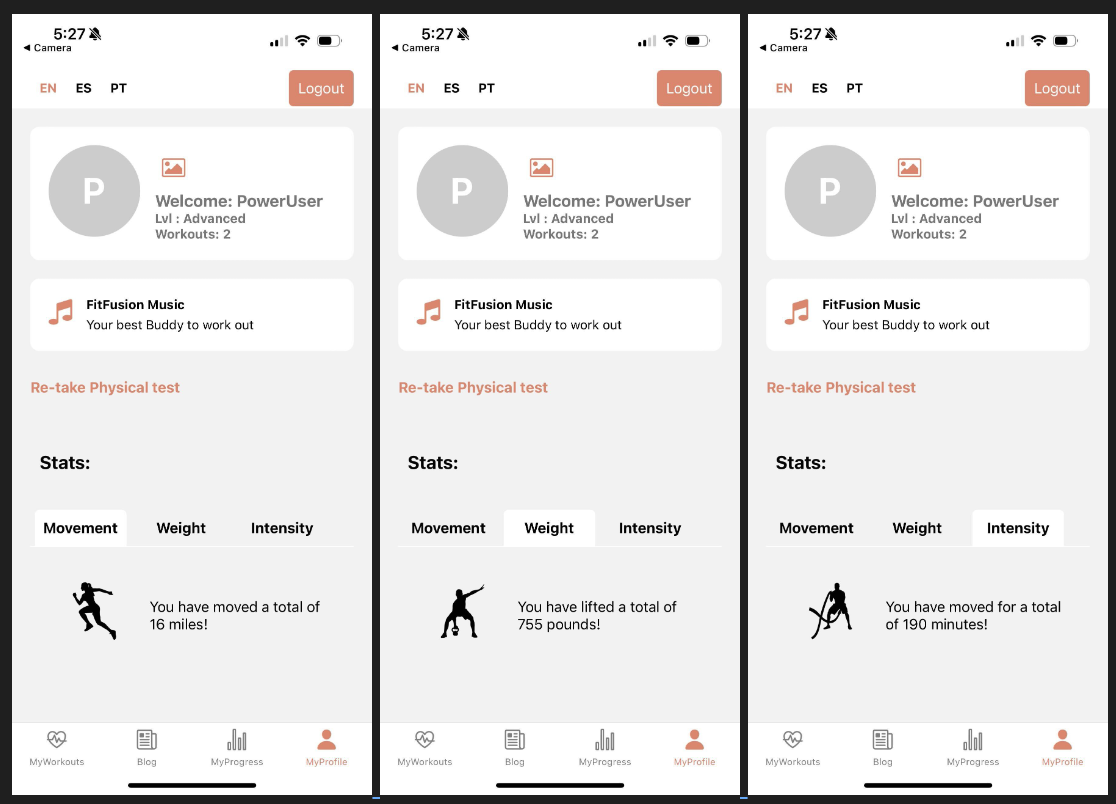 5:27
◀ Camera
EN ES PT
Logout
P
Welcome: PowerUser
Lvl : Advanced
Workouts: 2
FitFusion Music
Your best Buddy to work out
Re-take Physical test
Stats:
Movement Weight Intensity
You have moved a total of
16 miles!
MyWorkouts Blog MyProgress MyProfile
5:27
◀ Camera
EN ES PT
Logout
P
Welcome: PowerUser
Lvl : Advanced
Workouts: 2
FitFusion Music
Your best Buddy to work out
Re-take Physical test
Stats:
Movement Weight Intensity
You have lifted a total of
755 pounds!
MyWorkouts Blog MyProgress MyProfile
5:27
◀ Camera
EN ES PT
Logout
P
Welcome: PowerUser
Lvl : Advanced
Workouts: 2
FitFusion Music
Your best Buddy to work out
Re-take Physical test
Stats:
Movement Weight Intensity
You have moved for a total
of 190 minutes!
MyWorkouts Blog MyProgress MyProfile